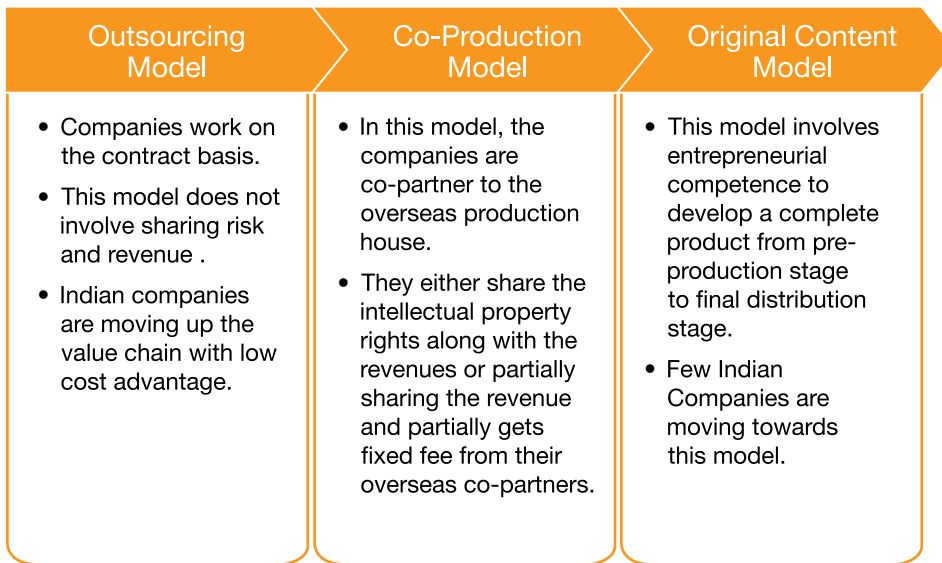 Outsourcing
Model
• Companies work on
the contract basis.
• This model does not
involve sharing risk
and revenue .
• Indian companies
are moving up the
value chain with low
cost advantage.
Co-Production
Model
• In this model, the
companies are
co-partner to the
overseas production
house.
• They either share the
intellectual property
rights along with the
revenues or partially
sharing the revenue
and partially gets
fixed fee from their
overseas co-partners.
Original Content
Model
• This model involves
entrepreneurial
competence to
develop a complete
product from pre-
production stage
to final distribution
stage.
• Few Indian
Companies are
moving towards
this model.